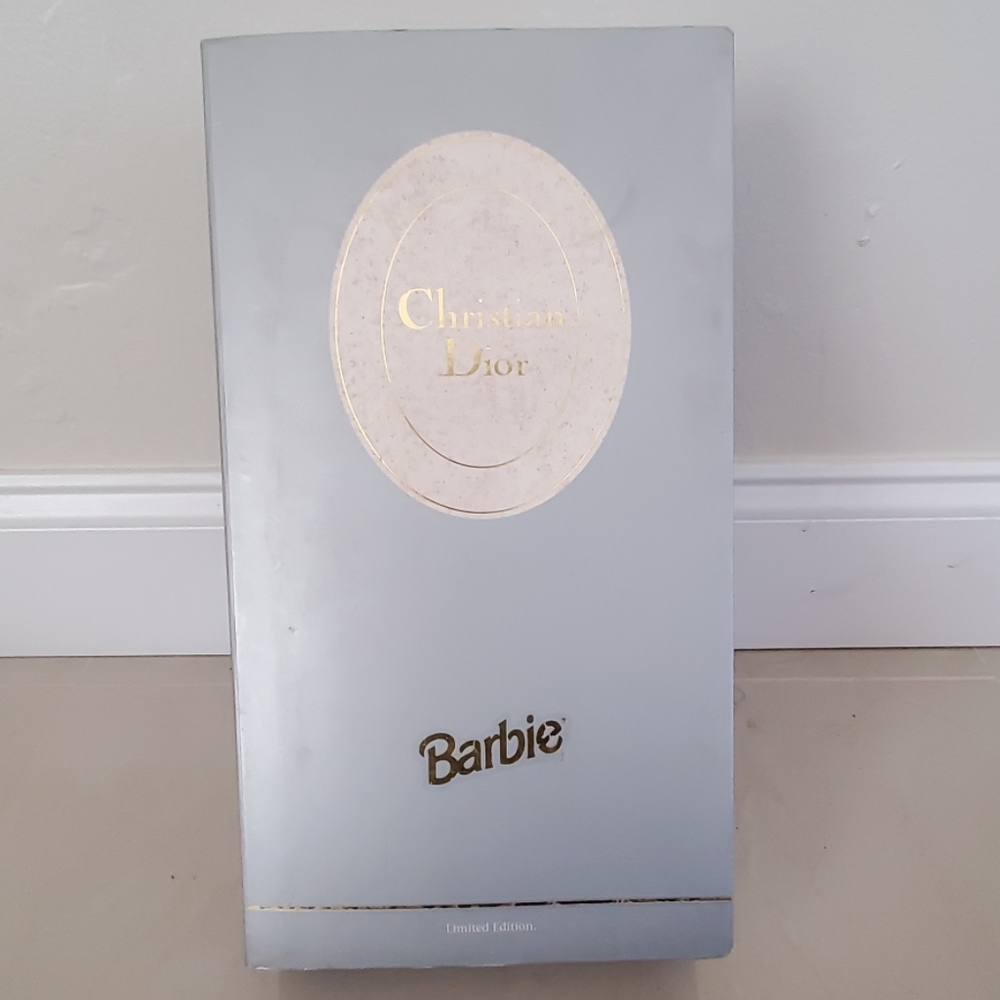 Christian
Dior
Barbie
Limited Edition.